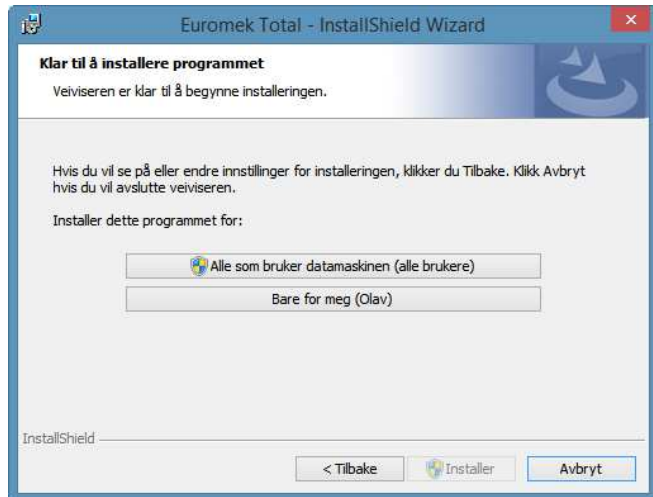 Euromek Total - InstallShield Wizard
Klar til å installere programmet
Veiviseren er klar til å begynne installeringen.
Hvis du vil se på eller endre innstillinger for installeringen, klikker du Tilbake. Klikk Avbryt
hvis du vil avslutte veiviseren.
Installer dette programmet for:
Alle som bruker datamaskinen (alle brukere)
Bare for meg (Olav)
InstallShield
< Tilbake
Installer
Avbryt